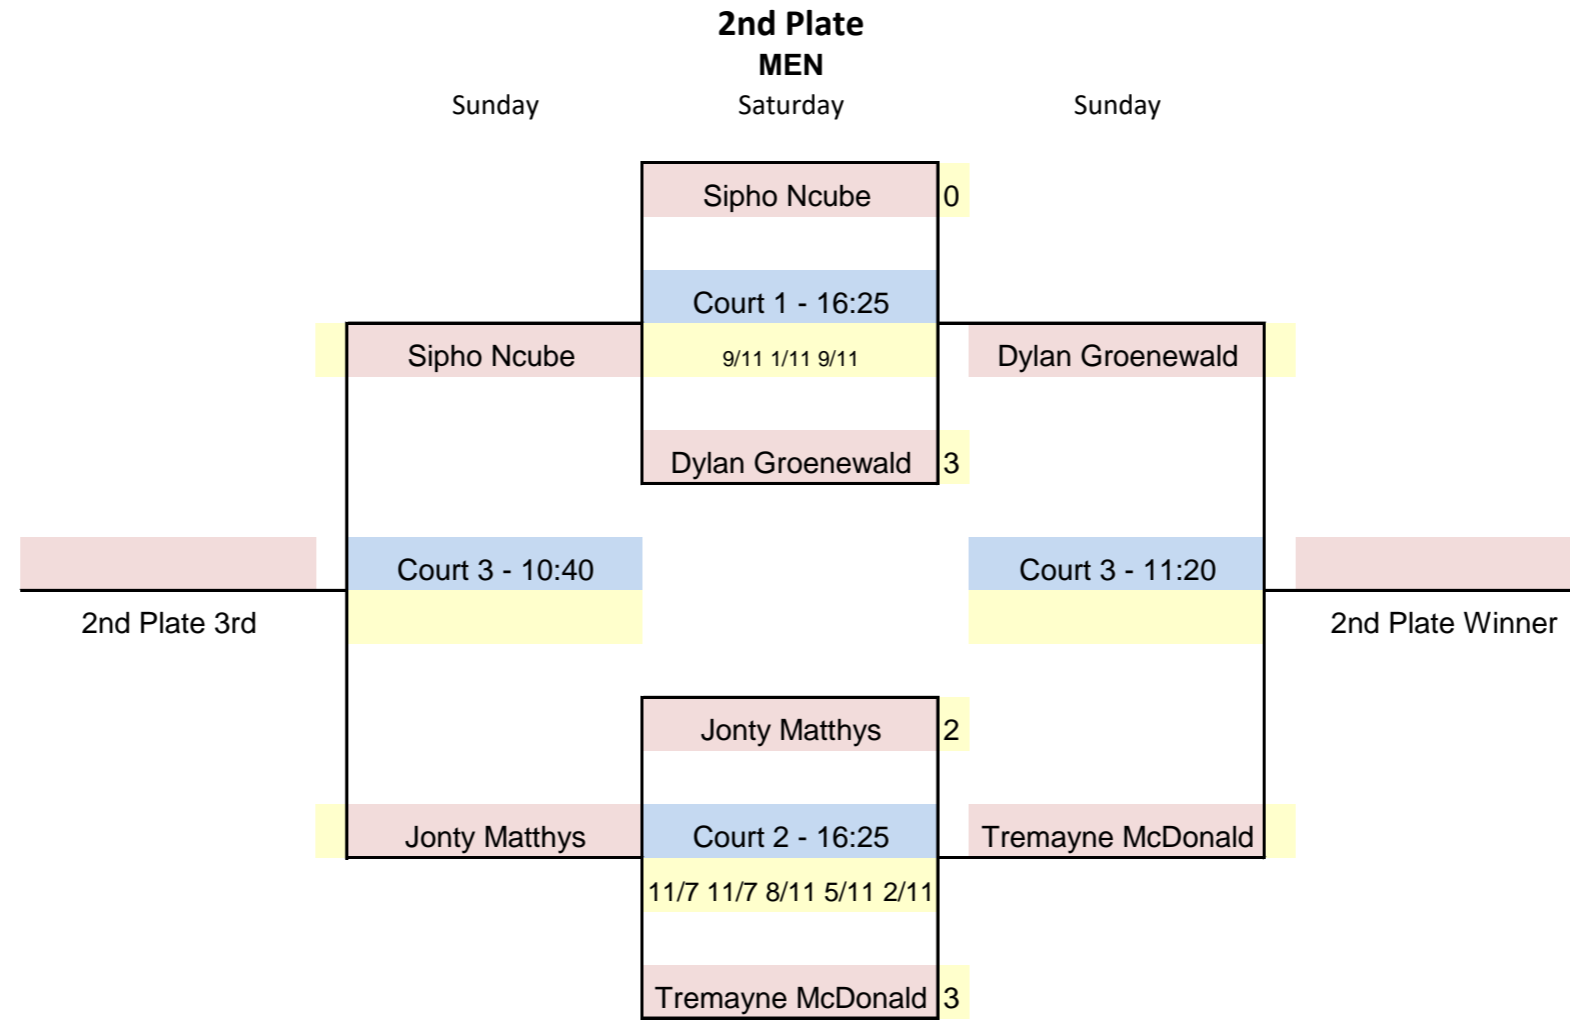 2nd Plate
MEN
Sunday Saturday Sunday
Sipho Ncube 0
Court 1 - 16:25
Sipho Ncube 9/11 1/11 9/11 Dylan Groenewald
Dylan Groenewald 3
Court 3 - 10:40 Court 3 - 11:20
2nd Plate 3rd 2nd Plate Winner
Jonty Matthys 2
Jonty Matthys Court 2 - 16:25 Tremayne McDonald
11/7 11/7 8/11 5/11 2/11
Tremayne McDonald 3